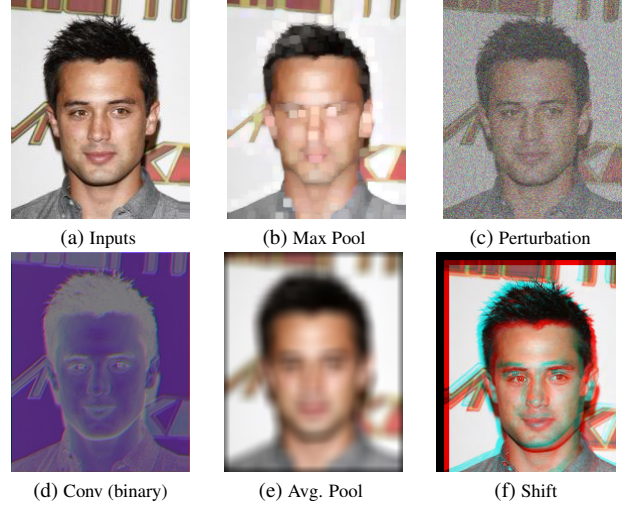 (a) Inputs
(b) Max Pool
(c) Perturbation
(d) Conv (binary)
(e) Avg. Pool
(f) Shift